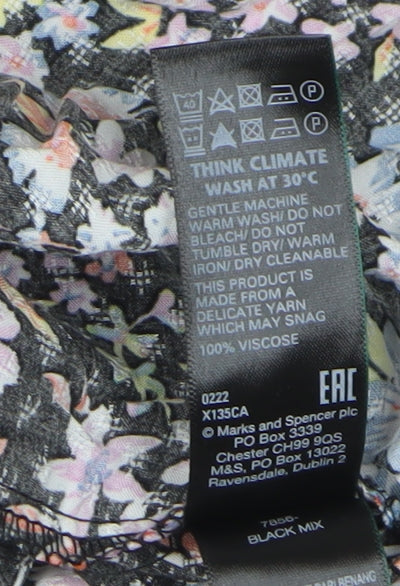 40 P
P
THINK CLIMATE
WASH AT 30°C
GENTLE MACHINE
WARM WASH/ DO NOT
BLEACH/ DO NOT
TUMBLE DRY/ WARM
IRON/ DRY CLEANABLE
THIS PRODUCT IS
MADE FROM A
DELICATE YARN
WHICH MAY SNAG
100% VISCOSE
0222 EAC
X135CA
© Marks and Spencer plc
PO Box 3339
Chester CH99 9QS
M&S, PO Box 13022
Ravensdale, Dublin 2
7856-
BLACK MIX